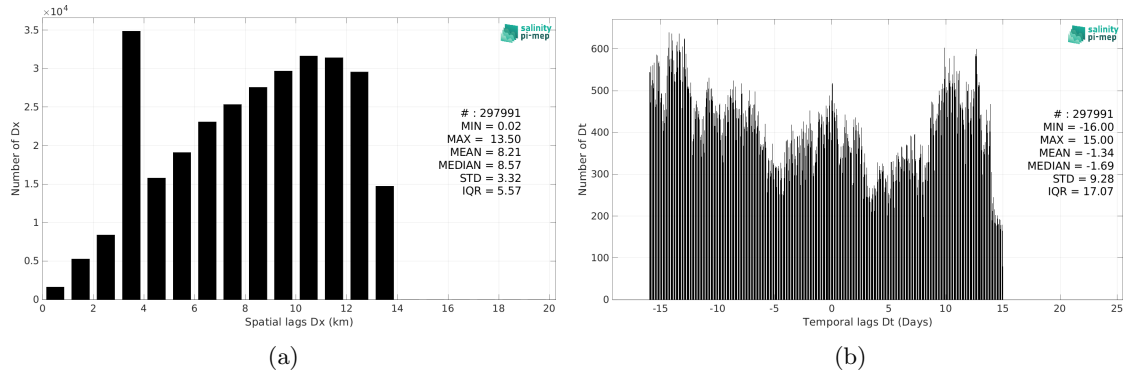 ×10⁴
salinity
pi-mep
3.5
3
2.5
2
1.5
1
0.5
0
Number of Dx
# : 297991
MIN = 0.02
MAX = 13.50
MEAN = 8.21
MEDIAN = 8.57
STD = 3.32
IQR = 5.57
0 2 4 6 8 10 12 14 16 18 20
Spatial lags Dx (km)
(a)
salinity
pi-mep
600
500
400
300
200
100
0
Number of Dt
# : 297991
MIN = -16.00
MAX = 15.00
MEAN = -1.34
MEDIAN = -1.69
STD = 9.28
IQR = 17.07
-15 -10 -5 0 5 10 15 20 25
Temporal lags Dt (Days)
(b)